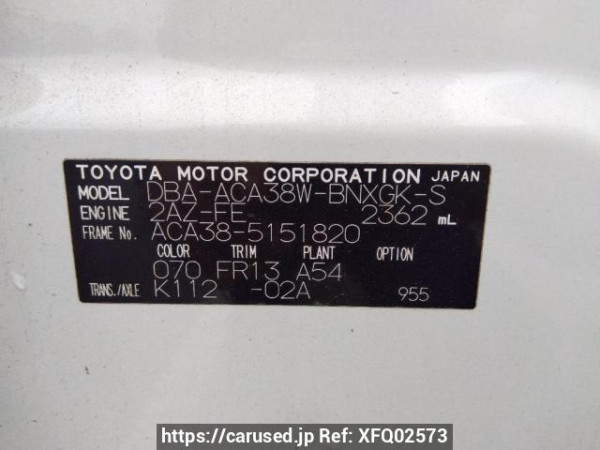 TOYOTA MOTOR CORPORATION JAPAN
MODEL DBA-ACA38W-BNXGK-S
ENGINE 2AZ-FE 2362 mL
FRAME No. ACA38-5151820
COLOR TRIM PLANT OPTION
070 FR13 A54
TRANS./AXLE K112 -02A 955
https://carused.jp Ref: XFQ02573